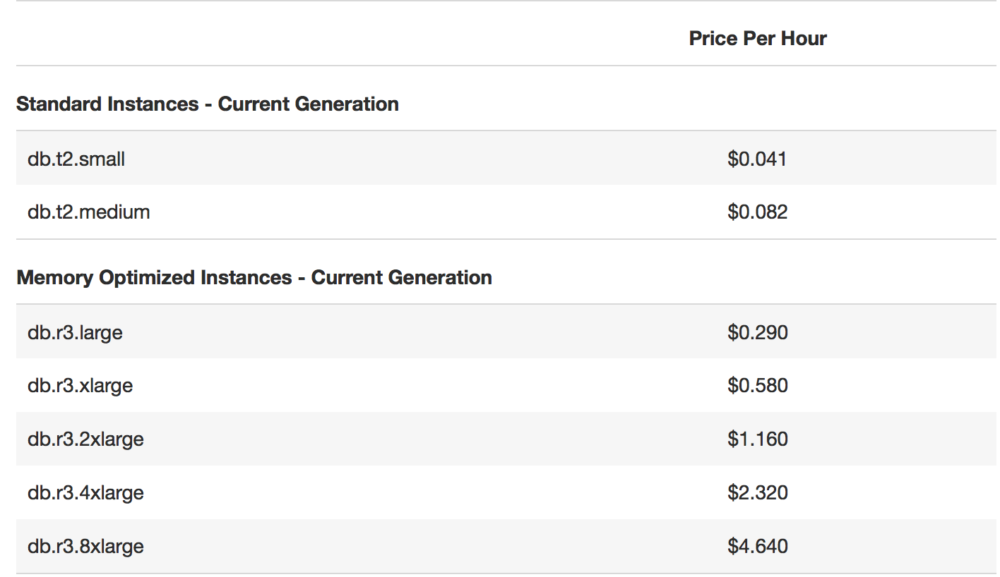 Price Per Hour
Standard Instances - Current Generation
db.t2.small $0.041
db.t2.medium $0.082
Memory Optimized Instances - Current Generation
db.r3.large $0.290
db.r3.xlarge $0.580
db.r3.2xlarge $1.160
db.r3.4xlarge $2.320
db.r3.8xlarge $4.640